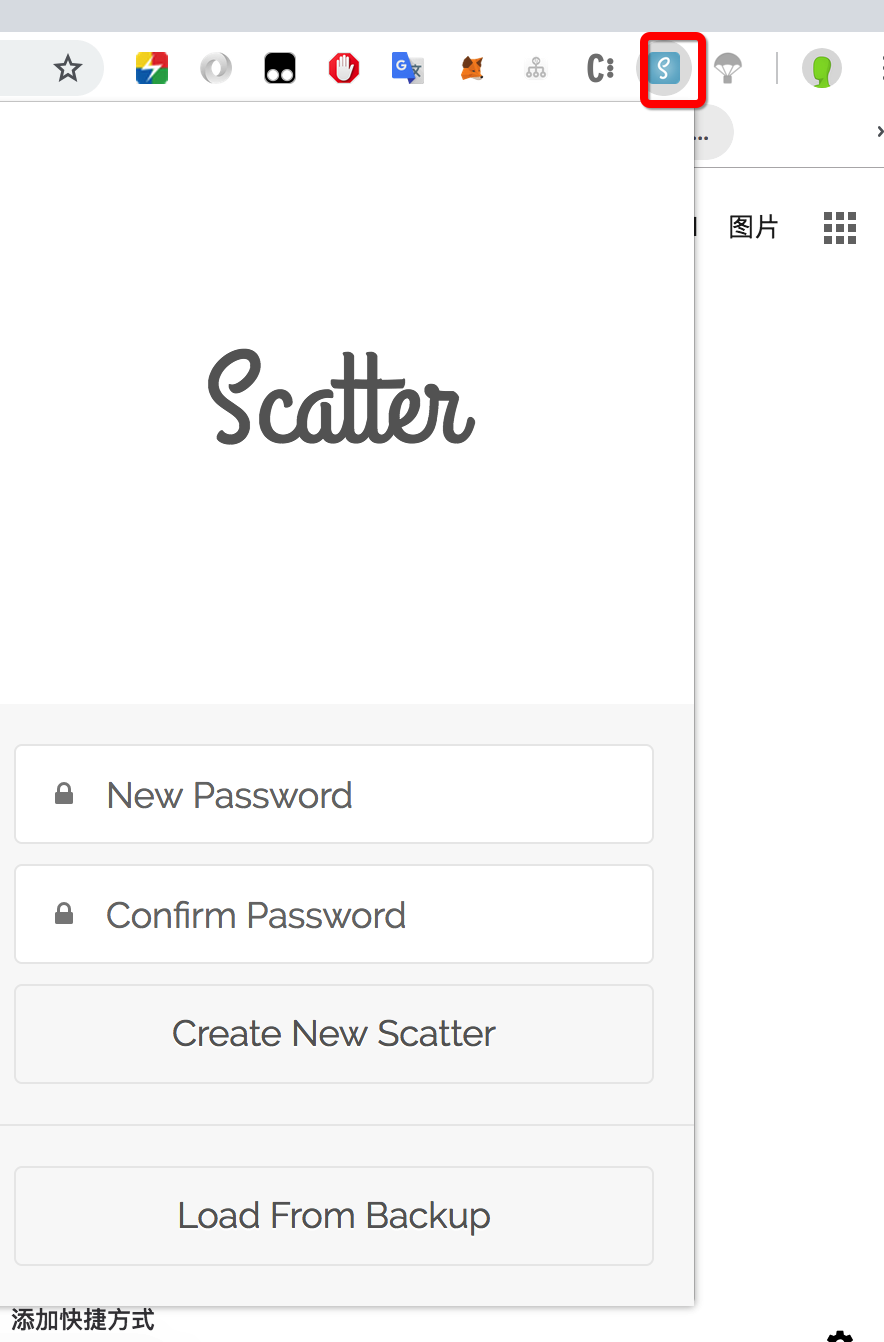 ...
图片
Scatter
New Password
Confirm Password
Create New Scatter
Load From Backup
添加快捷方式